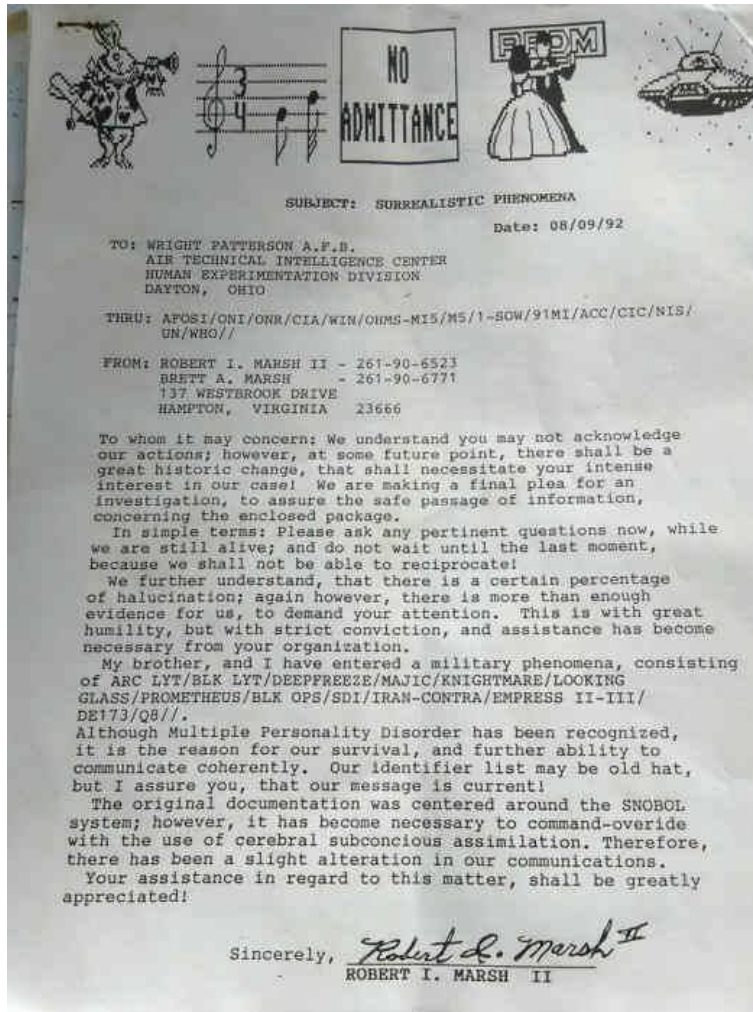 3
4
NO
ADMITTANCE
PROM
SUBJECT: SURREALISTIC PHENOMENA
Date: 08/09/92
TO: WRIGHT PATTERSON A.F.B.
AIR TECHNICAL INTELLIGENCE CENTER
HUMAN EXPERIMENTATION DIVISION
DAYTON, OHIO
THRU: AFOSI/ONI/ONR/CIA/WIN/OHMS-MI5/M5/1-SOW/91MI/ACC/CIC/NIS/
UN/WHO//
FROM: ROBERT I. MARSH II - 261-90-6523
BRETT A. MARSH - 261-90-6771
137 WESTBROOK DRIVE
HAMPTON, VIRGINIA 23666
To whom it may concern: We understand you may not acknowledge
our actions; however, at some future point, there shall be a
great historic change, that shall necessitate your intense
interest in our case! We are making a final plea for an
investigation, to assure the safe passage of information,
concerning the enclosed package.
In simple terms: Please ask any pertinent questions now, while
we are still alive; and do not wait until the last moment,
because we shall not be able to reciprocate!
We further understand, that there is a certain percentage
of halucination; again however, there is more than enough
evidence for us, to demand your attention. This is with great
humility, but with strict conviction, and assistance has become
necessary from your organization.
My brother, and I have entered a military phenomena, consisting
of ARC LYT/BLK LYT/DEEPFREEZE/MAJIC/KNIGHTMARE/LOOKING
GLASS/PROMETHEUS/BLK OPS/SDI/IRAN-CONTRA/EMPRESS II-III/
DE173/Q8//.
Although Multiple Personality Disorder has been recognized,
it is the reason for our survival, and further ability to
communicate coherently. Our identifier list may be old hat,
but I assure you, that our message is current!
The original documentation was centered around the SNOBOL
system; however, it has become necessary to command-overide
with the use of cerebral subconcious assimilation. Therefore,
there has been a slight alteration in our communications.
Your assistance in regard to this matter, shall be greatly
appreciated!
Sincerely, Robert I. Marsh II
ROBERT I. MARSH II